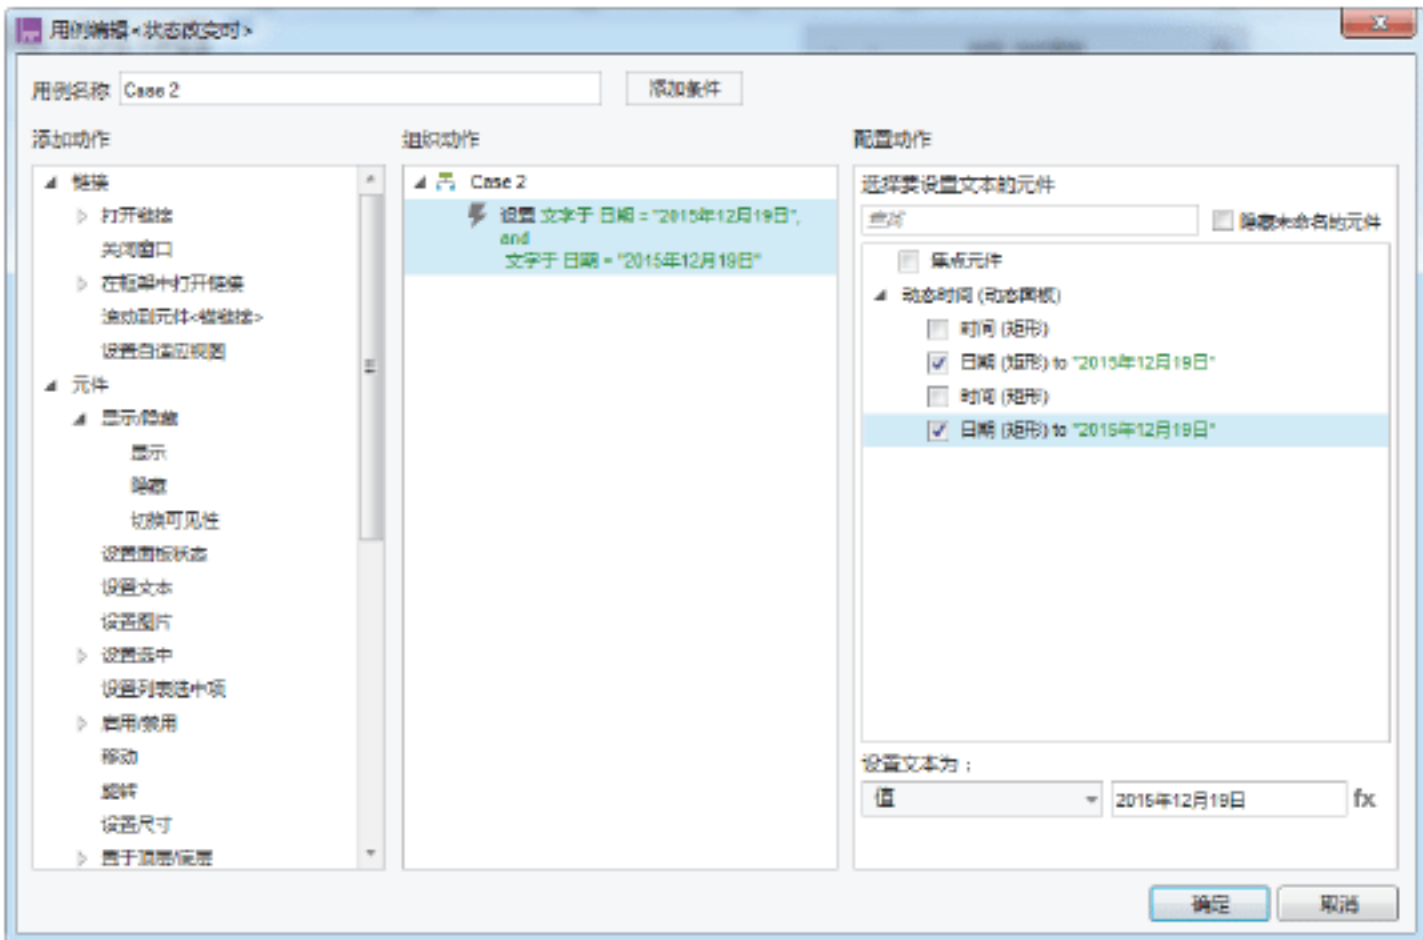 用例编辑<状态改变时>
用例名称 Case 2 添加条件
添加动作
链接
打开链接
关闭窗口
在框架中打开链接
滚动到元件<锚链接>
设置自适应视图
元件
显示/隐藏
显示
隐藏
切换可见性
设置面板状态
设置文本
设置图片
设置选中
设置列表选中项
启用/禁用
移动
旋转
设置尺寸
置于顶层/底层
组织动作
Case 2
设置 文字于 日期 = "2015年12月19日",
and
文字于 日期 = "2015年12月19日"
配置动作
选择要设置文本的元件
查找 隐藏未命名的元件
焦点元件
动态时间 (动态面板)
时间 (矩形)
日期 (矩形) to "2015年12月19日"
时间 (矩形)
日期 (矩形) to "2015年12月19日"
设置文本为：
值 2015年12月19日 fx
确定 取消